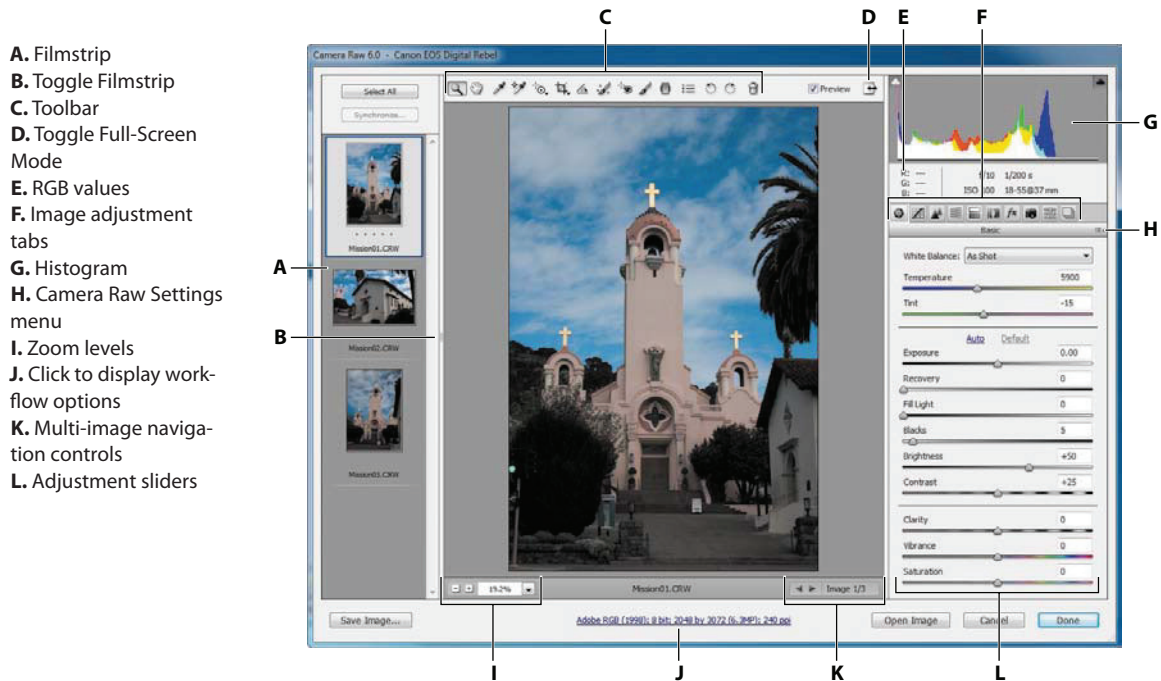 A. Filmstrip
B. Toggle Filmstrip
C. Toolbar
D. Toggle Full-Screen
Mode
E. RGB values
F. Image adjustment
tabs
G. Histogram
H. Camera Raw Settings
menu
I. Zoom levels
J. Click to display work-
flow options
K. Multi-image naviga-
tion controls
L. Adjustment sliders
C
D
E
F
Camera Raw 6.0 - Canon EOS Digital Rebel
Select All
Synchronize...
Preview
G
R: ---
G: ---
B: ---
f/10 1/200 s
ISO 100 18-55@37 mm
Mission01.CRW
Basic
H
White Balance: As Shot
A
Temperature 5900
Tint -15
B
Mission02.CRW
Auto Default
Exposure 0.00
Recovery 0
Fill Light 0
Blacks 5
Brightness +50
Mission03.CRW
Contrast +25
Clarity 0
Vibrance 0
Saturation 0
19.2%
Mission01.CRW
Image 1/3
Save Image...
Adobe RGB (1998); 8 bit; 2048 by 3072 (6.3MP); 240 ppi
Open Image
Cancel
Done
I
J
K
L